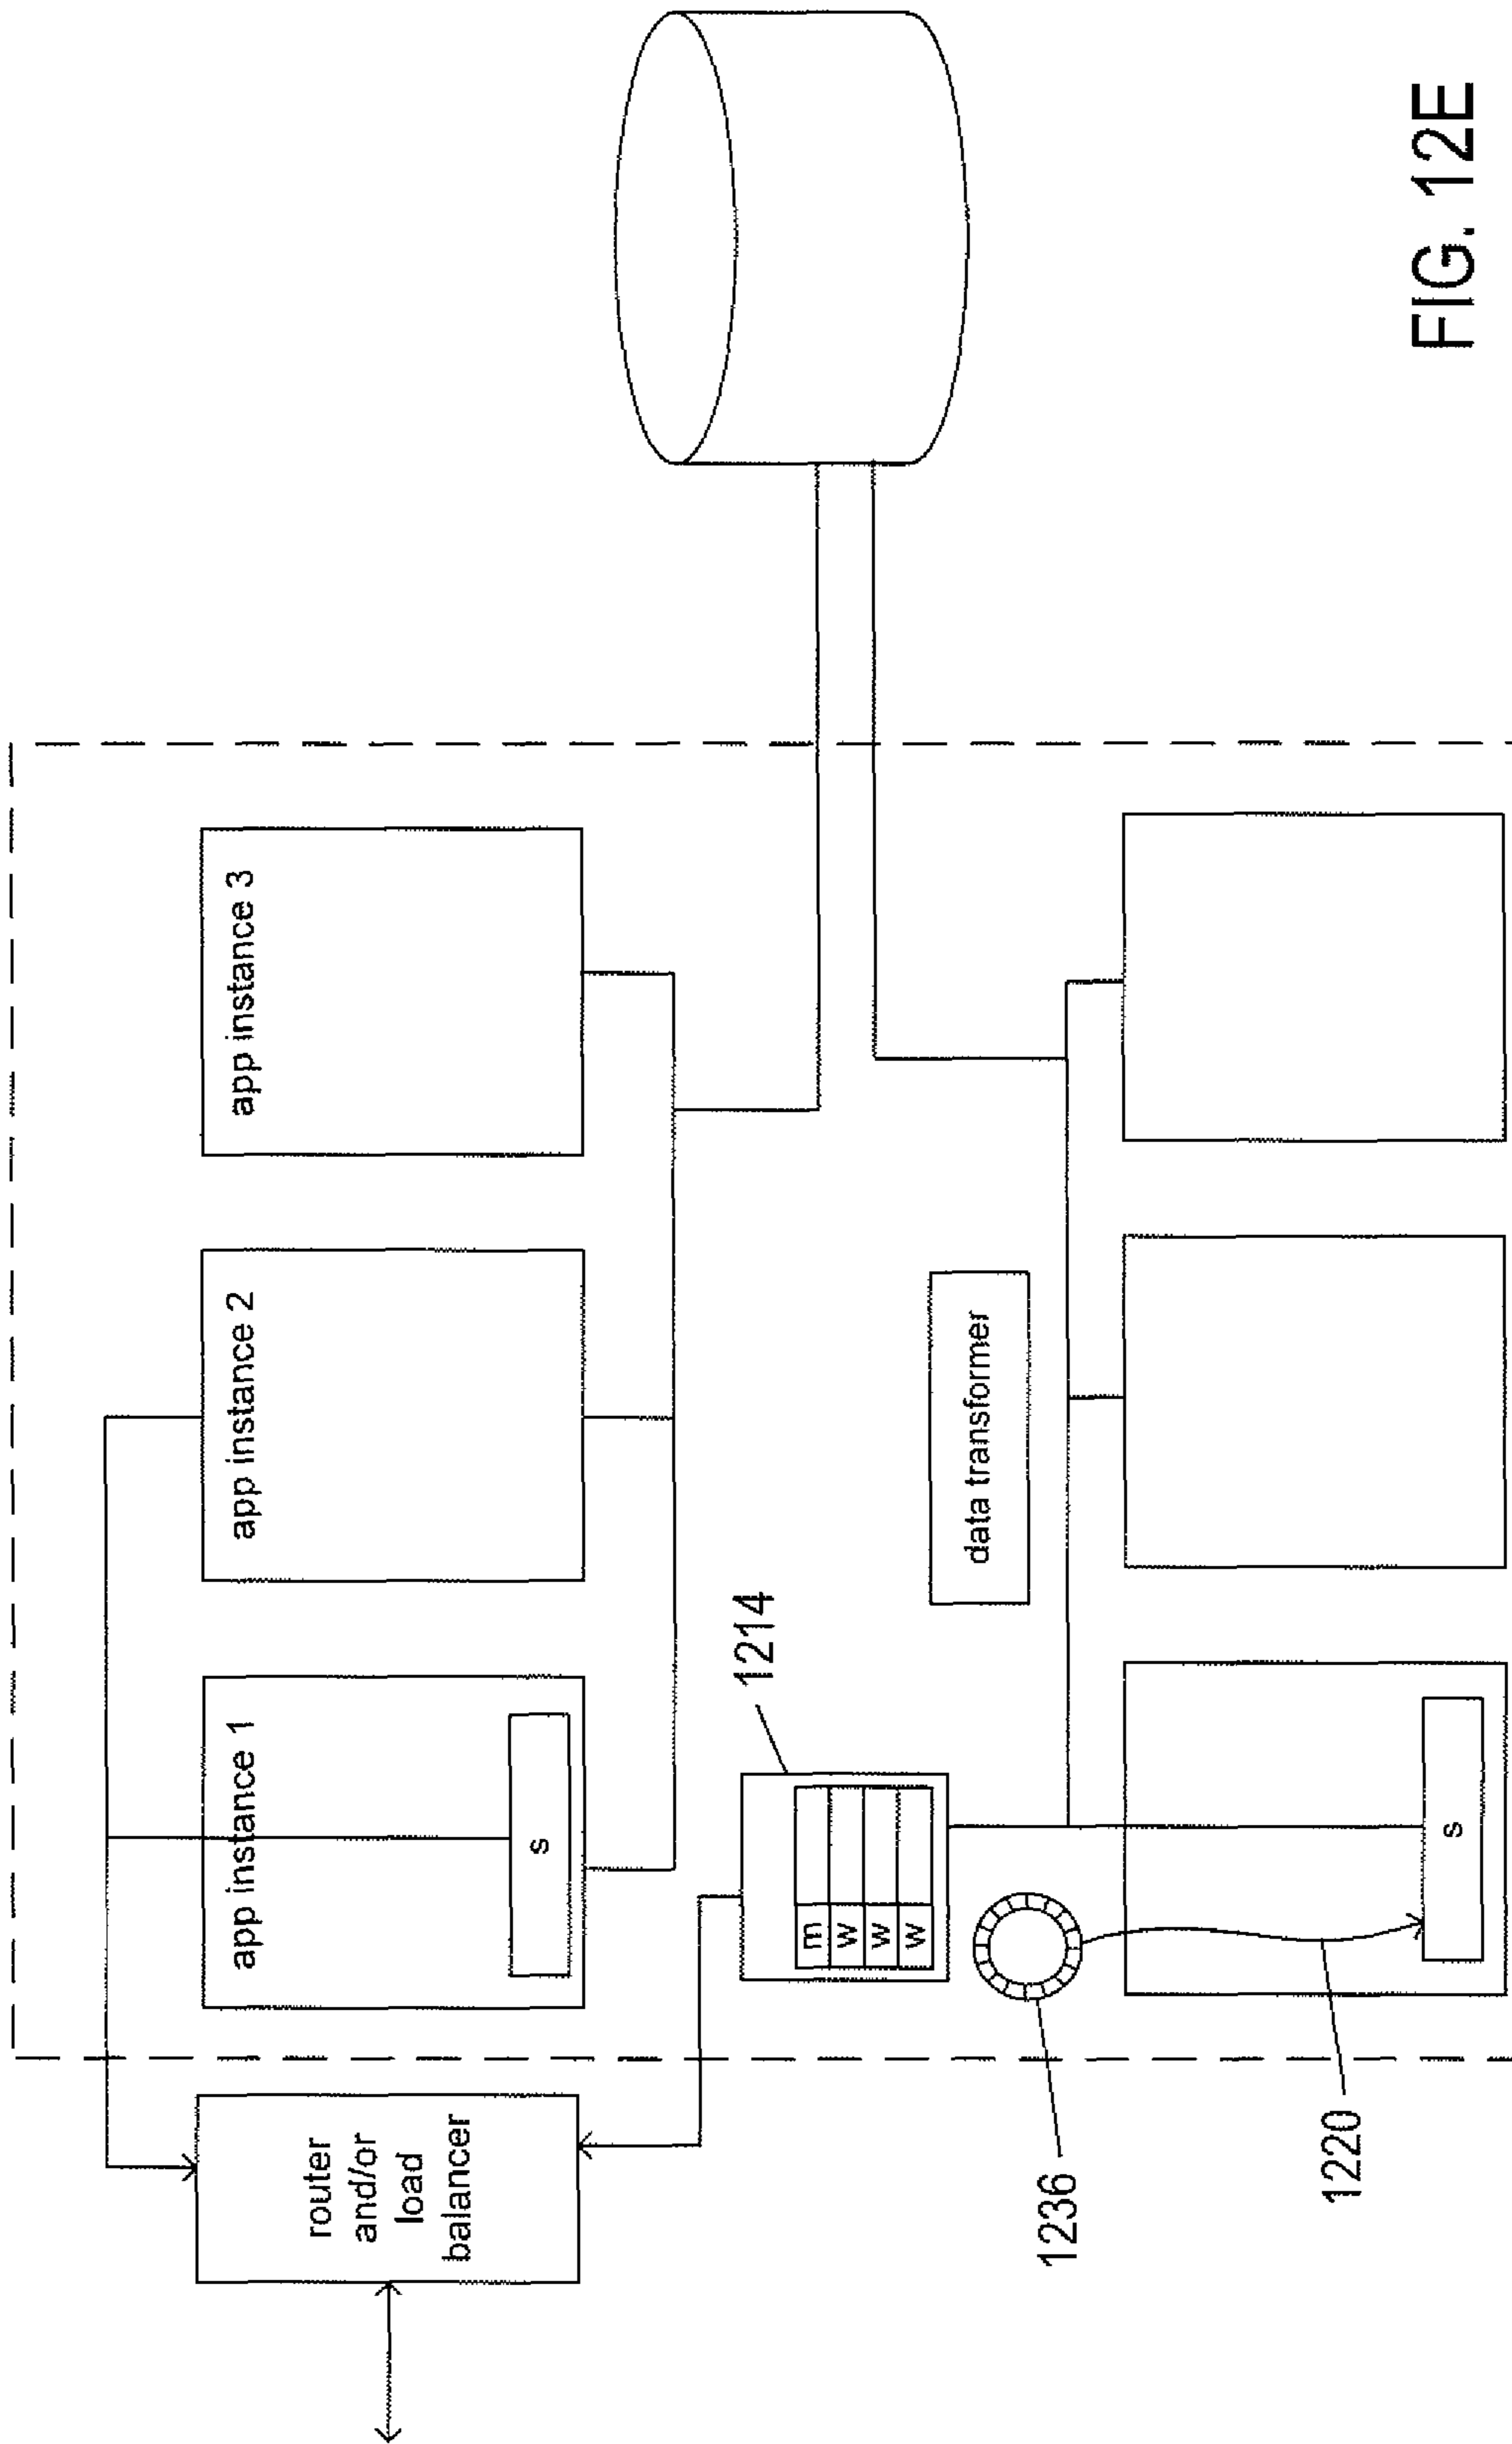 router
and/or
load
balancer
app instance 1
s
app instance 2
app instance 3
1214
m
w
w
w
data transformer
1236
1220
s
FIG. 12E